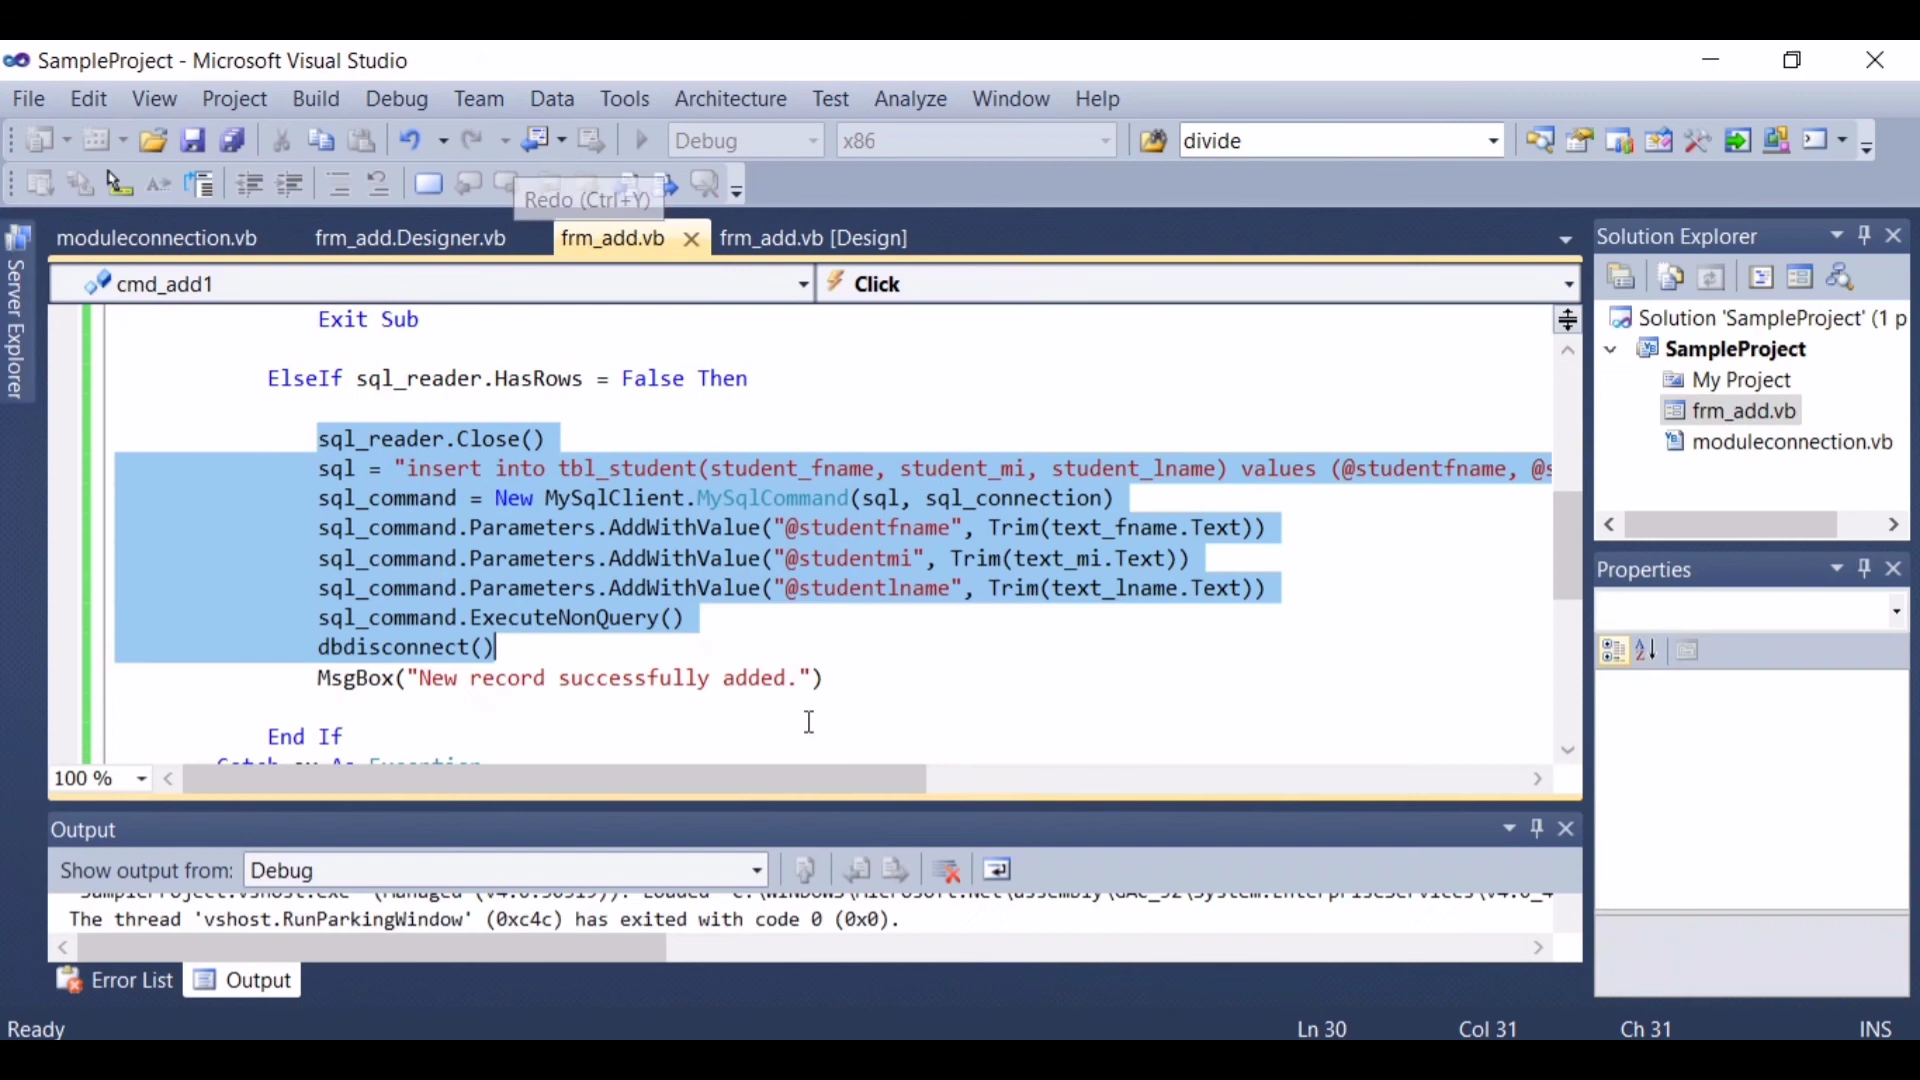 SampleProject - Microsoft Visual Studio
File Edit View Project Build Debug Team Data Tools Architecture Test Analyze Window Help
Debug x86 divide
Redo (Ctrl+Y)
Server Explorer
moduleconnection.vb frm_add.Designer.vb frm_add.vb frm_add.vb [Design]
cmd_add1 Click
Exit Sub
ElseIf sql_reader.HasRows = False Then
sql_reader.Close()
sql = "insert into tbl_student(student_fname, student_mi, student_lname) values (@studentfname, @s
sql_command = New MySqlClient.MySqlCommand(sql, sql_connection)
sql_command.Parameters.AddWithValue("@studentfname", Trim(text_fname.Text))
sql_command.Parameters.AddWithValue("@studentmi", Trim(text_mi.Text))
sql_command.Parameters.AddWithValue("@studentlname", Trim(text_lname.Text))
sql_command.ExecuteNonQuery()
dbdisconnect()
MsgBox("New record successfully added.")
End If
Catch ex As Exception
100 %
Output
Show output from: Debug
The thread 'vshost.RunParkingWindow' (0xc4c) has exited with code 0 (0x0).
Error List Output
Solution Explorer
Solution 'SampleProject' (1 p
SampleProject
My Project
frm_add.vb
moduleconnection.vb
Properties
Ready Ln 30 Col 31 Ch 31 INS